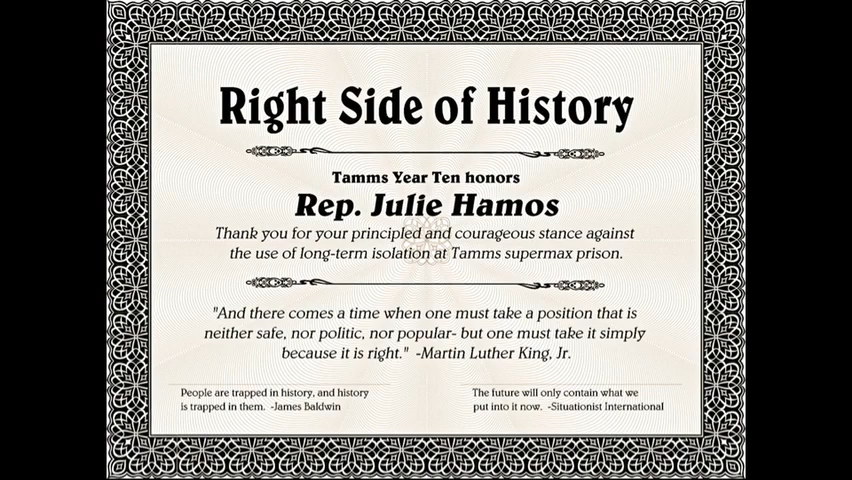 Right Side of History
Tamms Year Ten honors
Rep. Julie Hamos
Thank you for your principled and courageous stance against
the use of long-term isolation at Tamms supermax prison.
"And there comes a time when one must take a position that is
neither safe, nor politic, nor popular- but one must take it simply
because it is right." -Martin Luther King, Jr.
People are trapped in history, and history
is trapped in them. -James Baldwin
The future will only contain what we
put into it now. -Situationist International